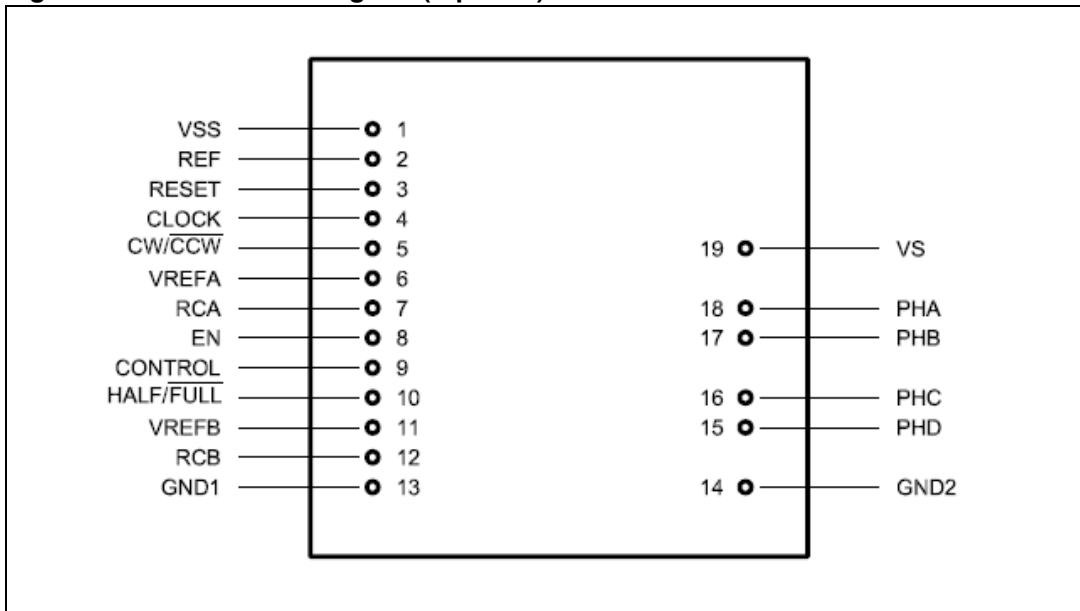 VSS 1
REF 2
RESET 3
CLOCK 4
CW/CCW 5
19 VS
VREFA 6
RCA 7
18 PHA
EN 8
17 PHB
CONTROL 9
HALF/FULL 10
16 PHC
VREFB 11
15 PHD
RCB 12
GND1 13
14 GND2